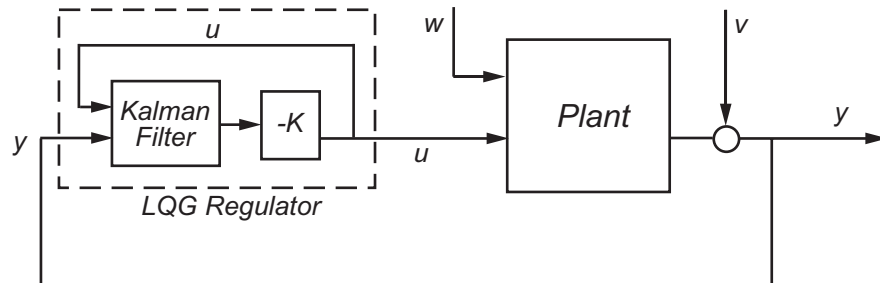 u
w
v
Kalman
Filter
-K
Plant
y
y
u
LQG Regulator